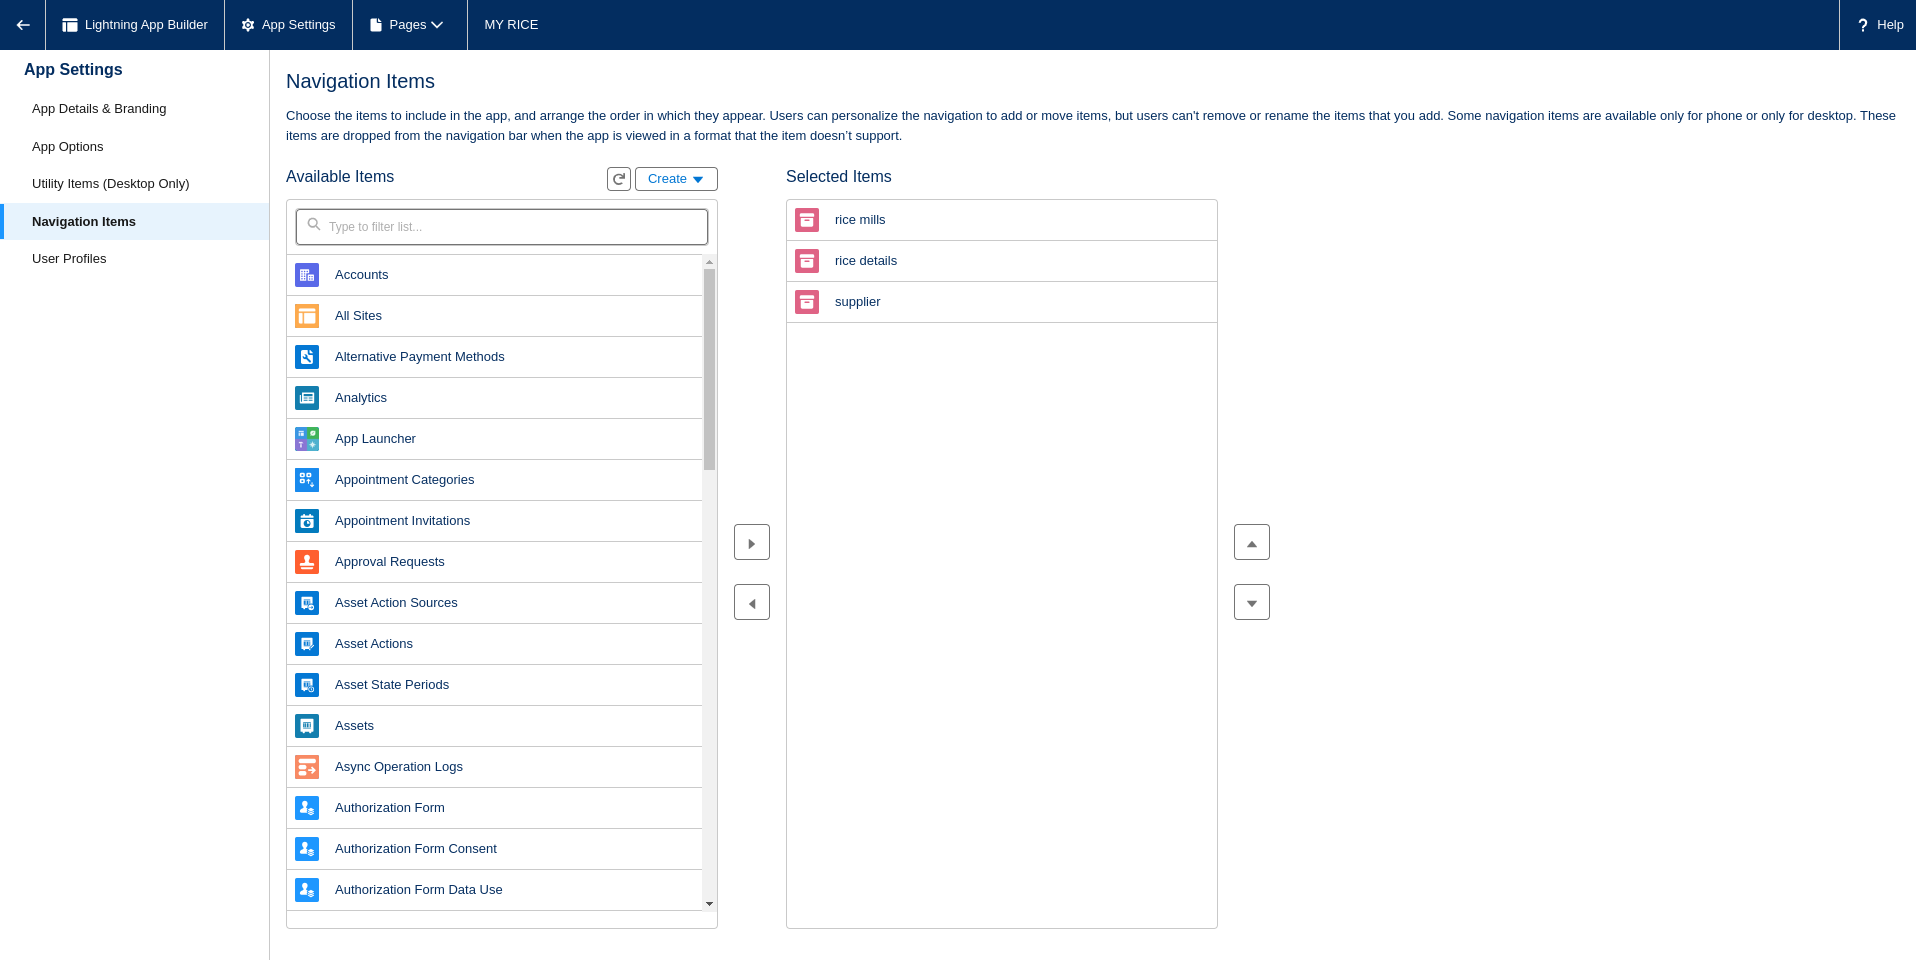 Lightning App Builder
App Settings
Pages
MY RICE
? Help
App Settings
App Details & Branding
App Options
Utility Items (Desktop Only)
Navigation Items
User Profiles
Navigation Items
Choose the items to include in the app, and arrange the order in which they appear. Users can personalize the navigation to add or move items, but users can't remove or rename the items that you add. Some navigation items are available only for phone or only for desktop. These
items are dropped from the navigation bar when the app is viewed in a format that the item doesn’t support.
Available Items
Create
Type to filter list...
Accounts
All Sites
Alternative Payment Methods
Analytics
App Launcher
Appointment Categories
Appointment Invitations
Approval Requests
Asset Action Sources
Asset Actions
Asset State Periods
Assets
Async Operation Logs
Authorization Form
Authorization Form Consent
Authorization Form Data Use
Selected Items
rice mills
rice details
supplier